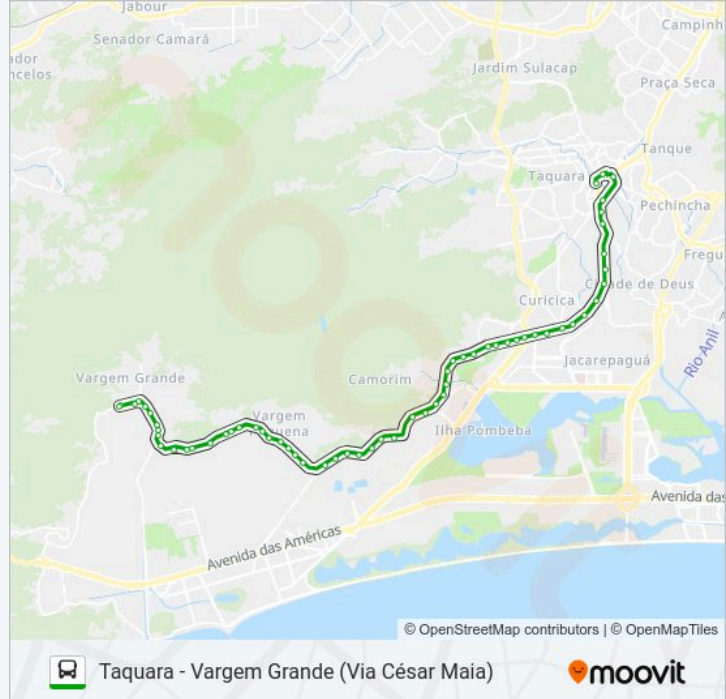 Jabour
Senador Camará
Campinh
ador
ncelos
Jardim Sulacap
Praça Seca
Tanque
Taquara
Pechincha
Fregu
Cidade de Deus
Curicica
Rio Anil
Jacarepaguá
Vargem Grande
Camorim
Vargem
Ilha Pombeba
Avenida das
Avenida das Américas
© OpenStreetMap contributors | © OpenMapTiles
Taquara - Vargem Grande (Via César Maia)
moovit